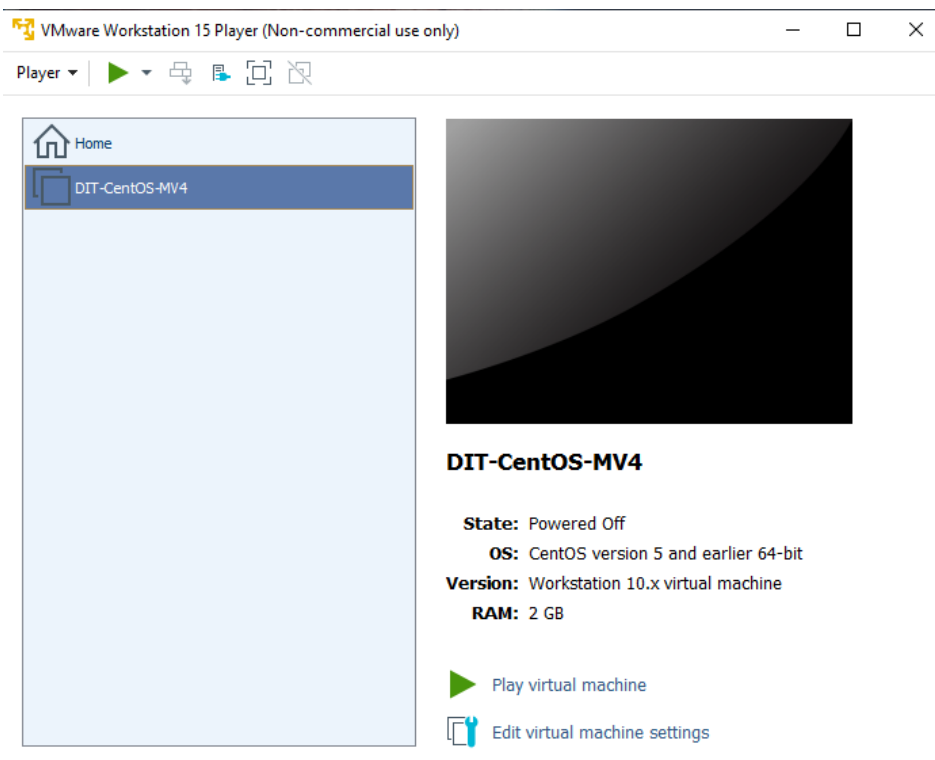 VMware Workstation 15 Player (Non-commercial use only)
Player
Home
DIT-CentOS-MV4
DIT-CentOS-MV4
State: Powered Off
OS: CentOS version 5 and earlier 64-bit
Version: Workstation 10.x virtual machine
RAM: 2 GB
Play virtual machine
Edit virtual machine settings